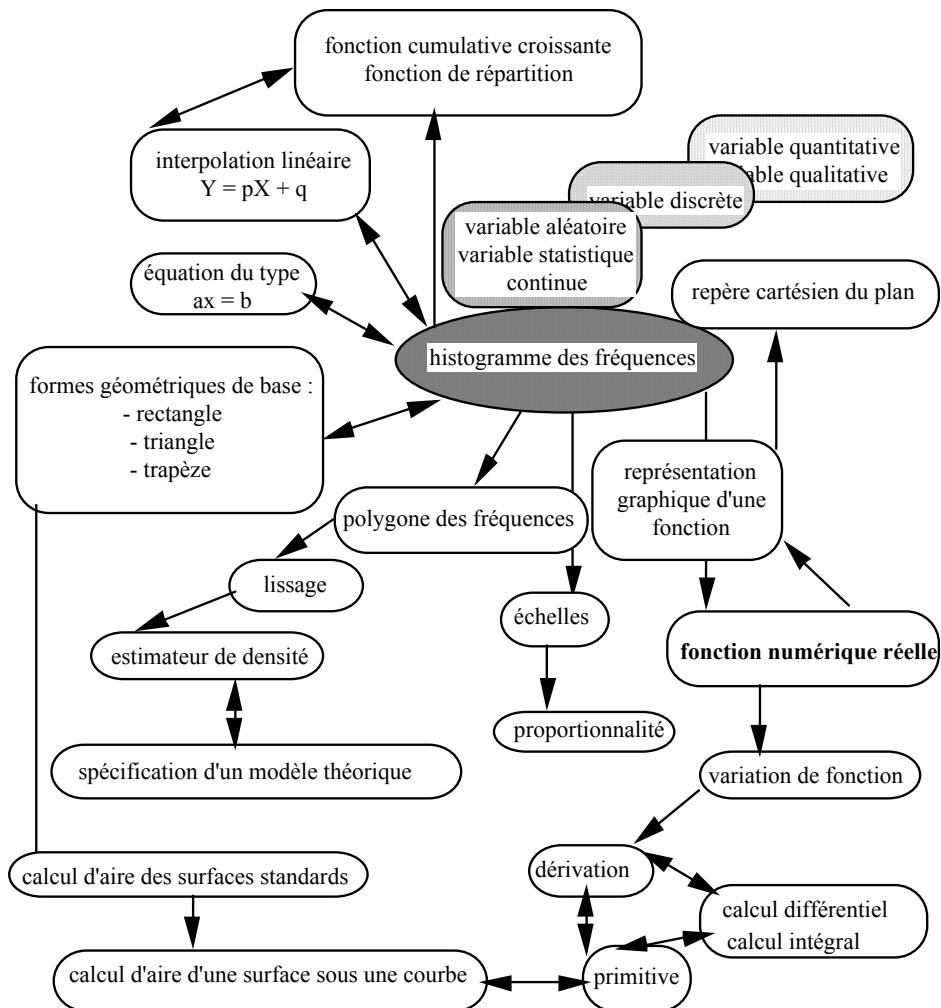 fonction cumulative croissante
fonction de répartition
interpolation linéaire
Y = pX + q
variable quantitative
variable qualitative
variable discrète
variable aléatoire
variable statistique
continue
équation du type
ax = b
repère cartésien du plan
histogramme des fréquences
formes géométriques de base :
- rectangle
- triangle
- trapèze
représentation
graphique d'une
fonction
polygone des fréquences
lissage
échelles
estimateur de densité
fonction numérique réelle
proportionnalité
spécification d'un modèle théorique
variation de fonction
calcul d'aire des surfaces standards
dérivation
calcul différentiel
calcul intégral
calcul d'aire d'une surface sous une courbe
primitive